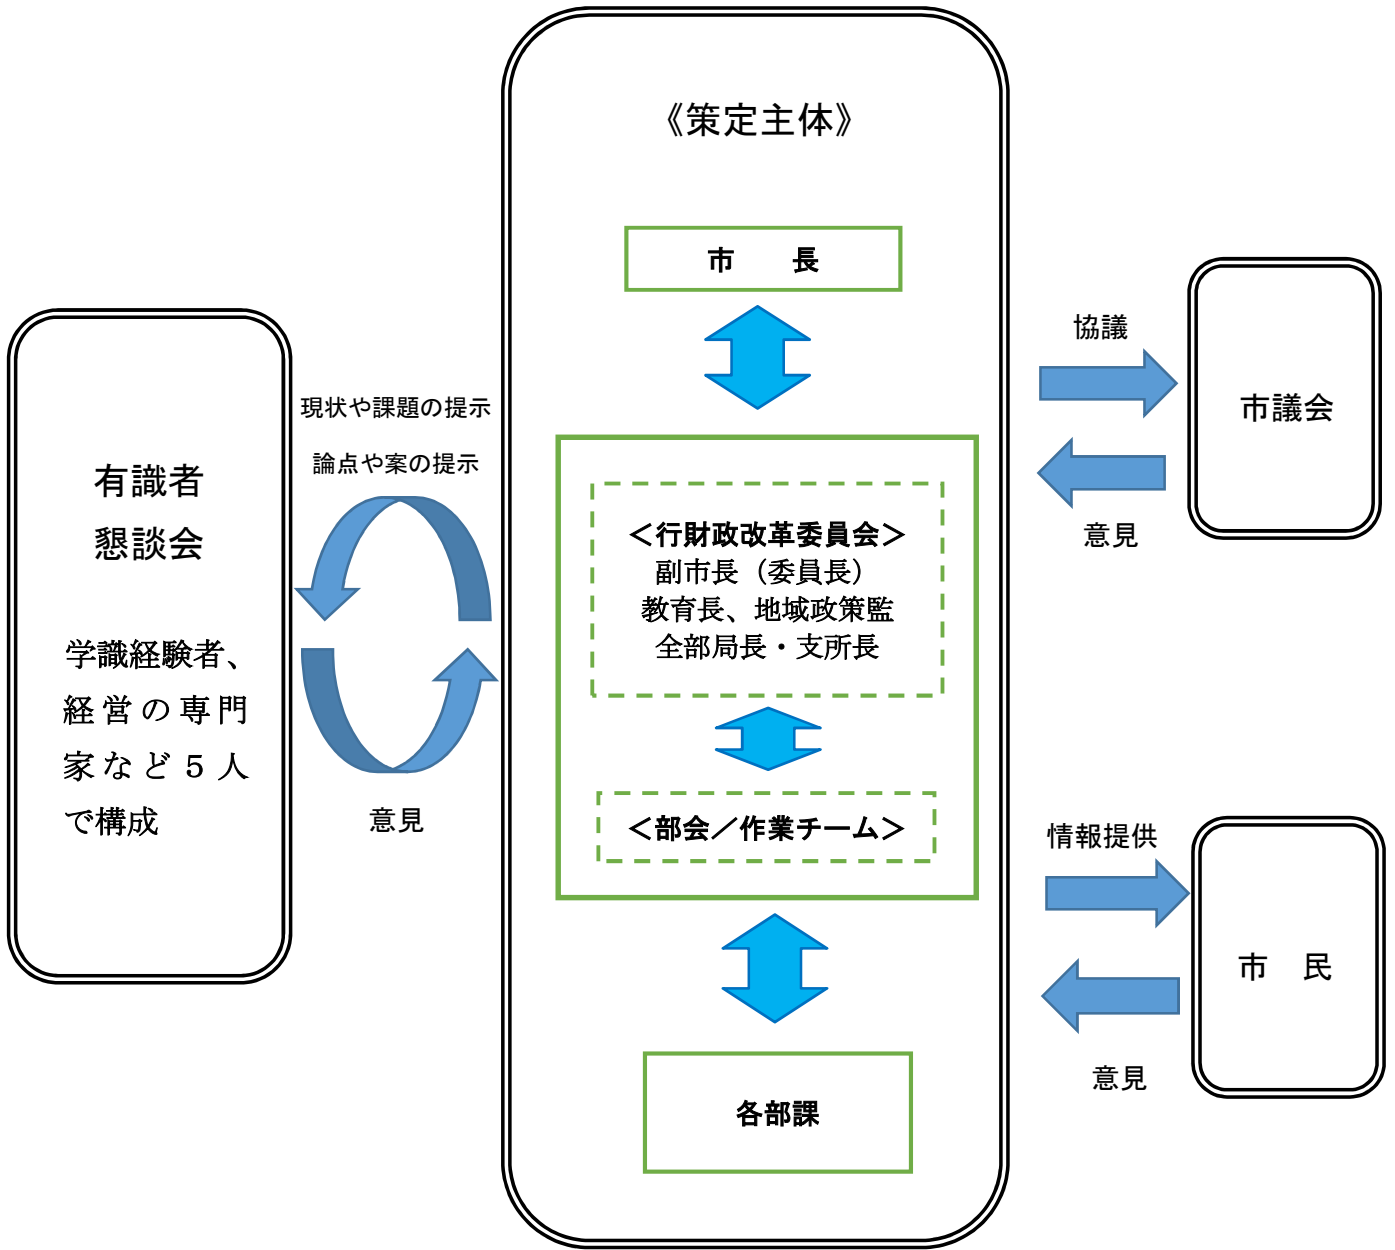 《策定主体》
市　　長
＜行財政改革委員会＞
副市長（委員長）
教育長、地域政策監
全部局長・支所長
＜部会／作業チーム＞
各部課
有識者
懇談会
学識経験者、
経営の専門
家など５人
で構成
現状や課題の提示
論点や案の提示
意見
協議
市議会
意見
情報提供
市　民
意見